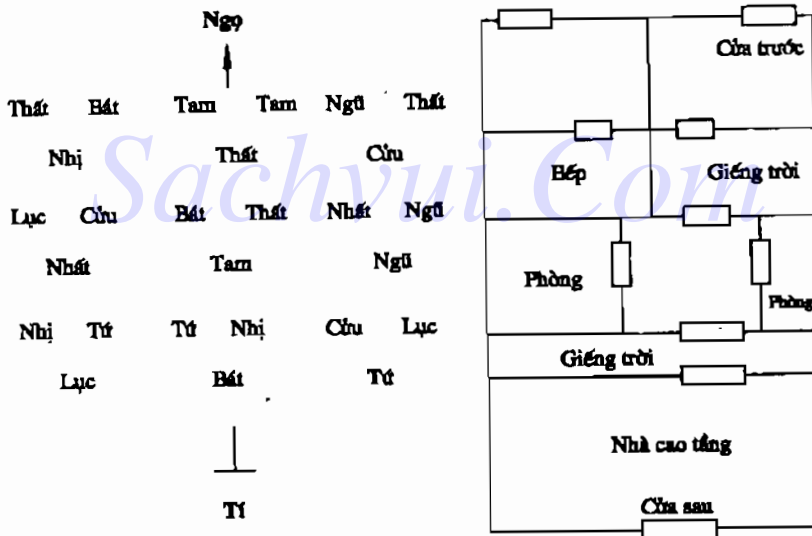 Ngọ
Thất Bát Tam Tam Ngũ Thất
Nhị Thất Cửu
Lục Cửu Bát Thất Nhất Ngũ
Nhất Tam Ngũ
Nhị Tứ Tứ Nhị Cửu Lục
Lục Bát Tứ
Tí
Cửa trước
Bếp Giếng trời
Phòng
Phòng
Giếng trời
Nhà cao tầng
Cửa sau
Sachvui.Com